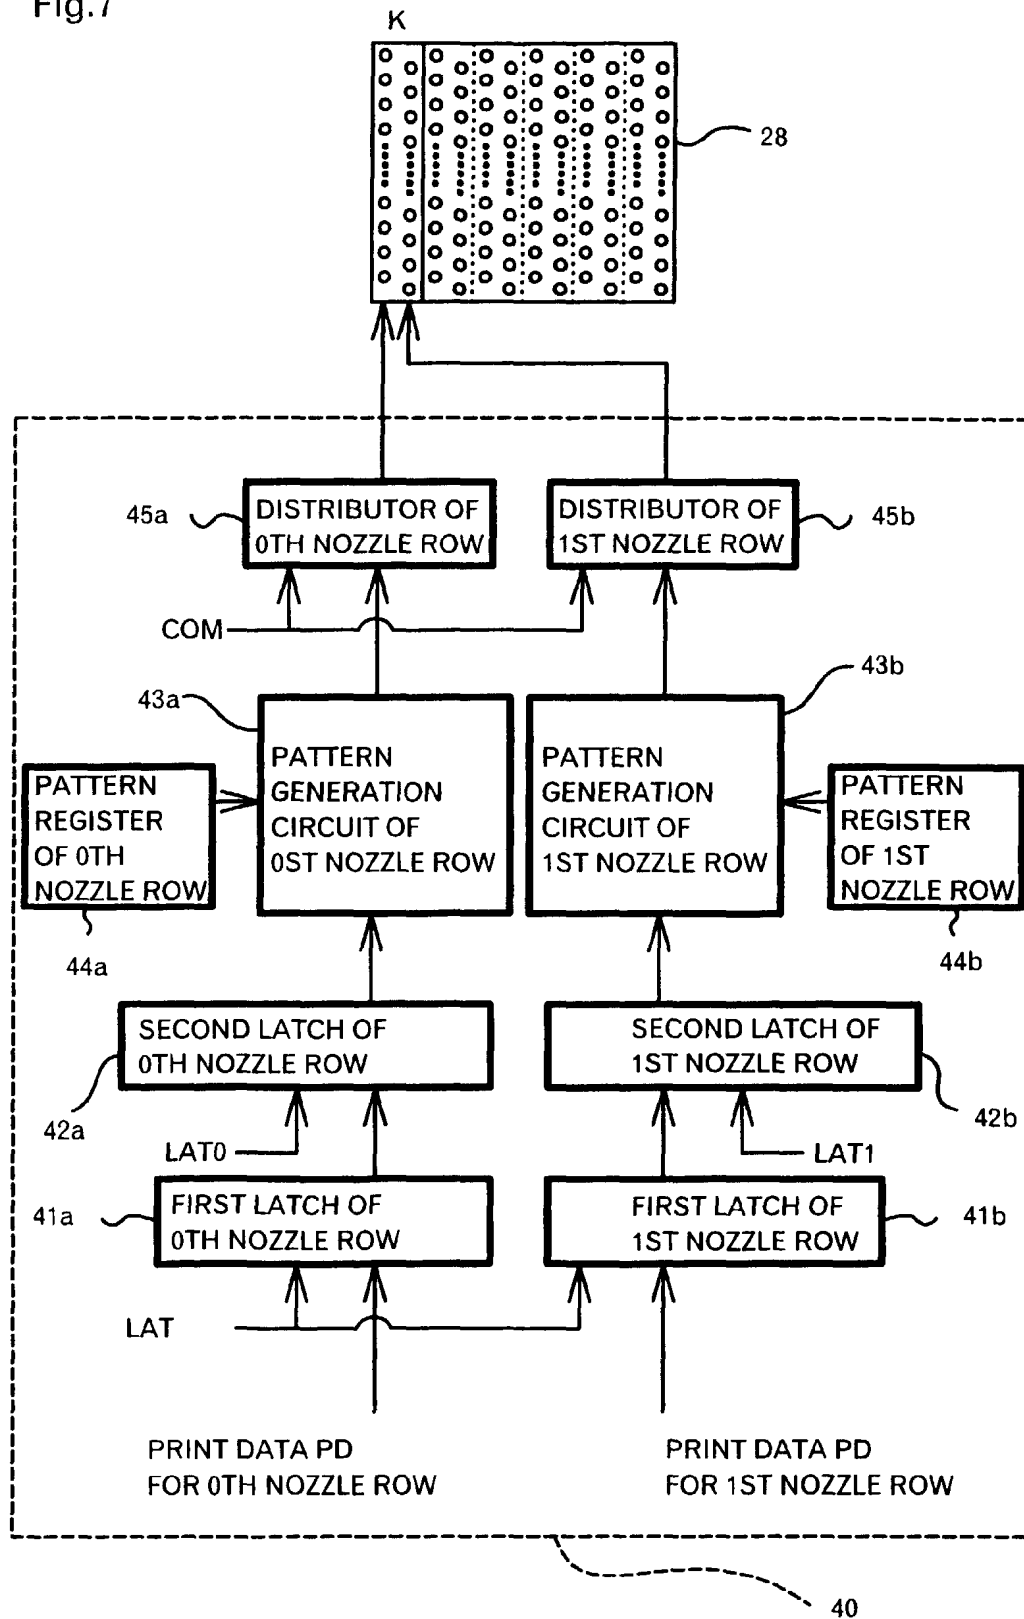 Fig.7
K
28
45a
DISTRIBUTOR OF
0TH NOZZLE ROW
DISTRIBUTOR OF
1ST NOZZLE ROW
45b
COM
43a
43b
PATTERN
REGISTER
OF 0TH
NOZZLE ROW
PATTERN
GENERATION
CIRCUIT OF
0ST NOZZLE ROW
PATTERN
GENERATION
CIRCUIT OF
1ST NOZZLE ROW
PATTERN
REGISTER
OF 1ST
NOZZLE ROW
44a
44b
SECOND LATCH OF
0TH NOZZLE ROW
SECOND LATCH OF
1ST NOZZLE ROW
42a
42b
LAT0
LAT1
41a
FIRST LATCH OF
0TH NOZZLE ROW
FIRST LATCH OF
1ST NOZZLE ROW
41b
LAT
PRINT DATA PD
FOR 0TH NOZZLE ROW
PRINT DATA PD
FOR 1ST NOZZLE ROW
40